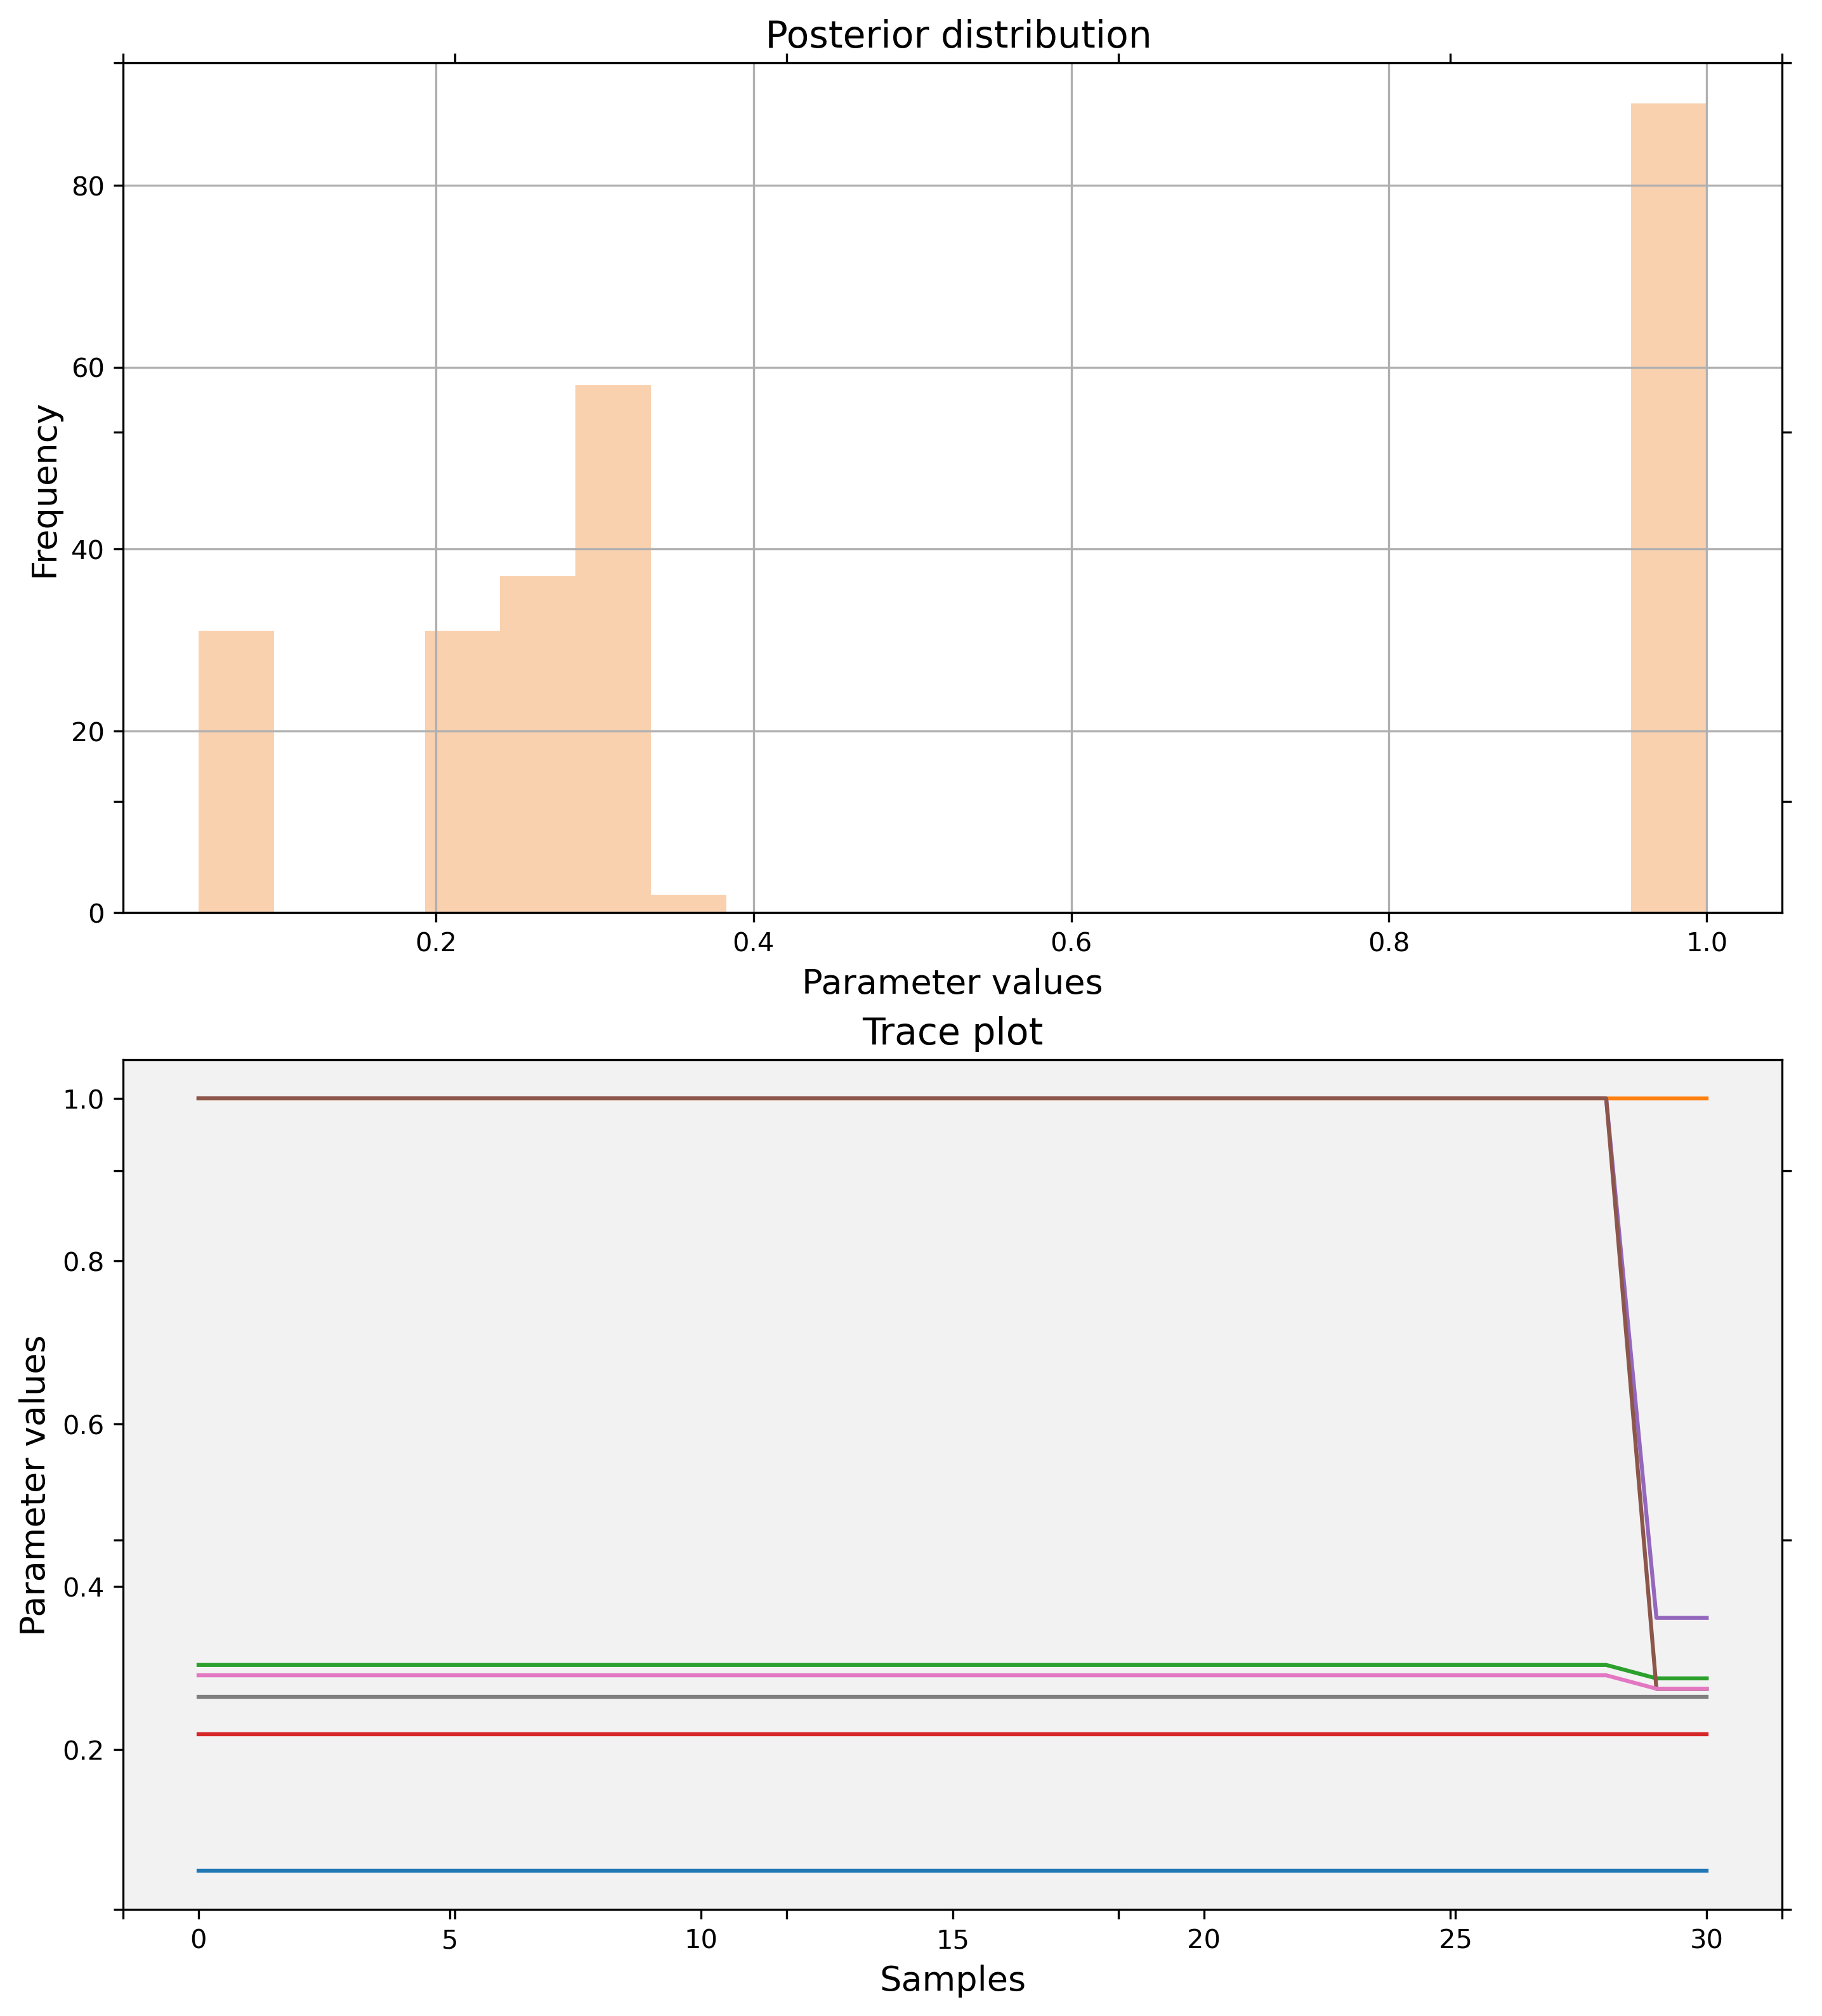 Posterior distribution
80
60
40
20
0
Frequency
0.2 0.4 0.6 0.8 1.0
Parameter values
Trace plot
1.0
0.8
0.6
0.4
0.2
Parameter values
0 5 10 15 20 25 30
Samples